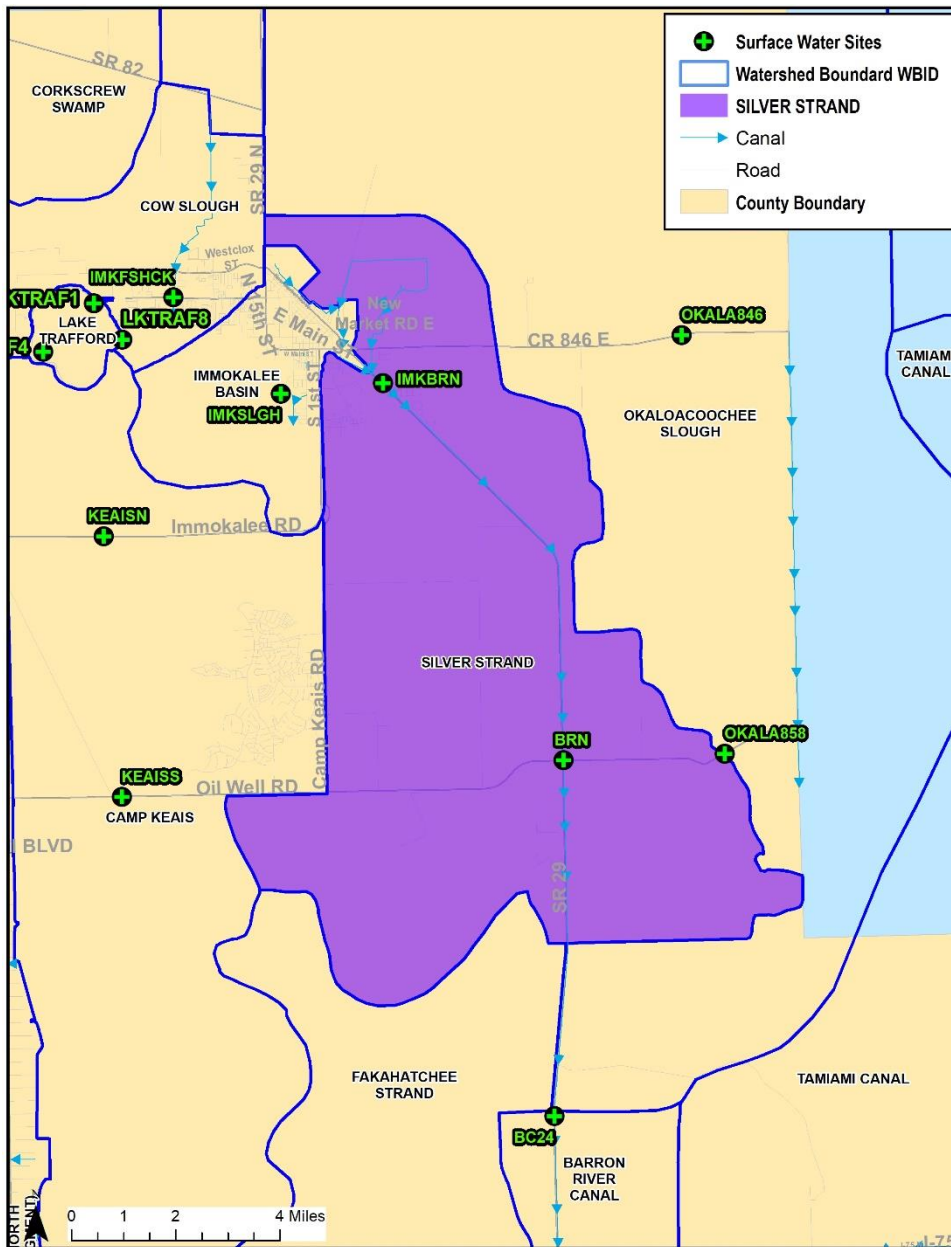 Surface Water Sites
Watershed Boundard WBID
SILVER STRAND
Canal
Road
County Boundary
SR 82
CORKSCREW
SWAMP
SR 29 N
COW SLOUGH
Westclox
ST
IMKFSHCK
KTRAF1
LKTRAF8
LAKE
TRAFFORD
F4
N 15th ST
E Main ST
New
Market RD E
W Main ST
CR 846 E
OKALA846
TAMIAMI
CANAL
IMMOKALEE
BASIN
IMKSLGH
S 1st ST
IMKBRN
OKALOACOOCHEE
SLOUGH
KEAISN
Immokalee RD
SILVER STRAND
Camp Keais RD
BRN
OKALA858
KEAISS
Oil Well RD
CAMP KEAIS
BLVD
SR 29
FAKAHATCHEE
STRAND
TAMIAMI CANAL
BC24
BARRON
RIVER
CANAL
0 1 2 4 Miles